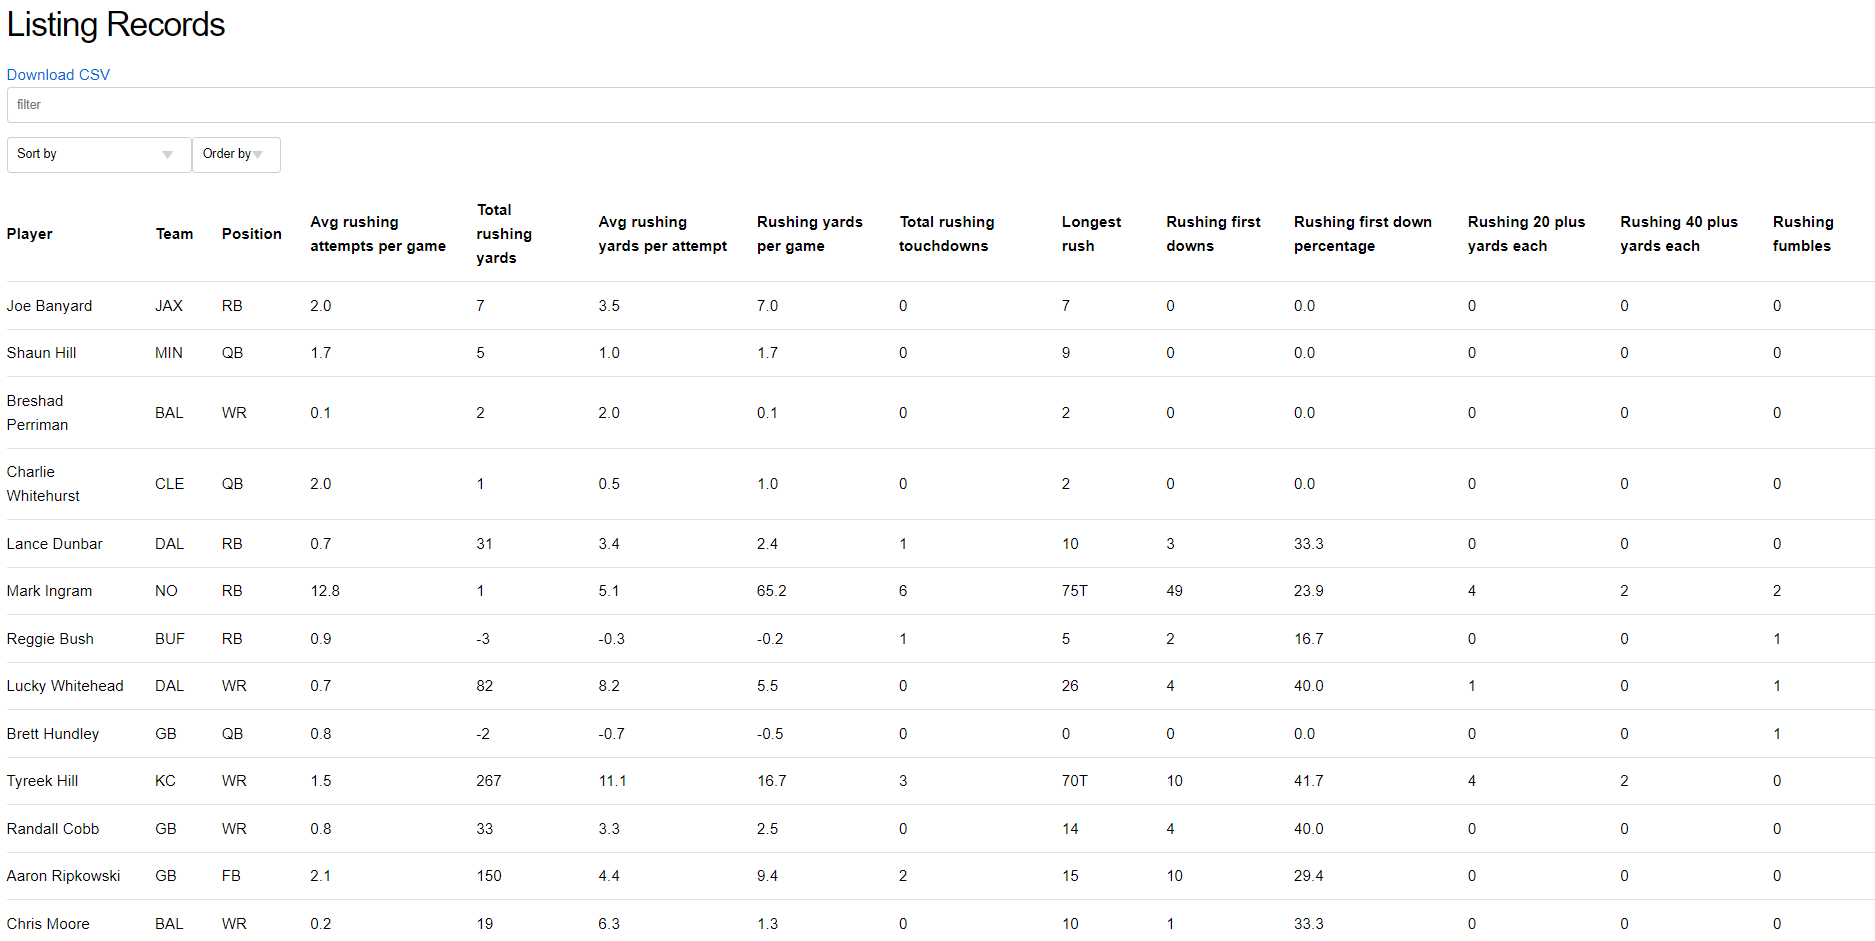 Listing Records
Download CSV
filter
Sort by Order by
Player Team Position Avg rushing attempts per game Total rushing yards Avg rushing yards per attempt Rushing yards per game Total rushing touchdowns Longest rush Rushing first downs Rushing first down percentage Rushing 20 plus yards each Rushing 40 plus yards each Rushing fumbles
Joe Banyard JAX RB 2.0 7 3.5 7.0 0 7 0 0.0 0 0 0
Shaun Hill MIN QB 1.7 5 1.0 1.7 0 9 0 0.0 0 0 0
Breshad Perriman BAL WR 0.1 2 2.0 0.1 0 2 0 0.0 0 0 0
Charlie Whitehurst CLE QB 2.0 1 0.5 1.0 0 2 0 0.0 0 0 0
Lance Dunbar DAL RB 0.7 31 3.4 2.4 1 10 3 33.3 0 0 0
Mark Ingram NO RB 12.8 1 5.1 65.2 6 75T 49 23.9 4 2 2
Reggie Bush BUF RB 0.9 -3 -0.3 -0.2 1 5 2 16.7 0 0 1
Lucky Whitehead DAL WR 0.7 82 8.2 5.5 0 26 4 40.0 1 0 1
Brett Hundley GB QB 0.8 -2 -0.7 -0.5 0 0 0 0.0 0 0 1
Tyreek Hill KC WR 1.5 267 11.1 16.7 3 70T 10 41.7 4 2 0
Randall Cobb GB WR 0.8 33 3.3 2.5 0 14 4 40.0 0 0 0
Aaron Ripkowski GB FB 2.1 150 4.4 9.4 2 15 10 29.4 0 0 0
Chris Moore BAL WR 0.2 19 6.3 1.3 0 10 1 33.3 0 0 0